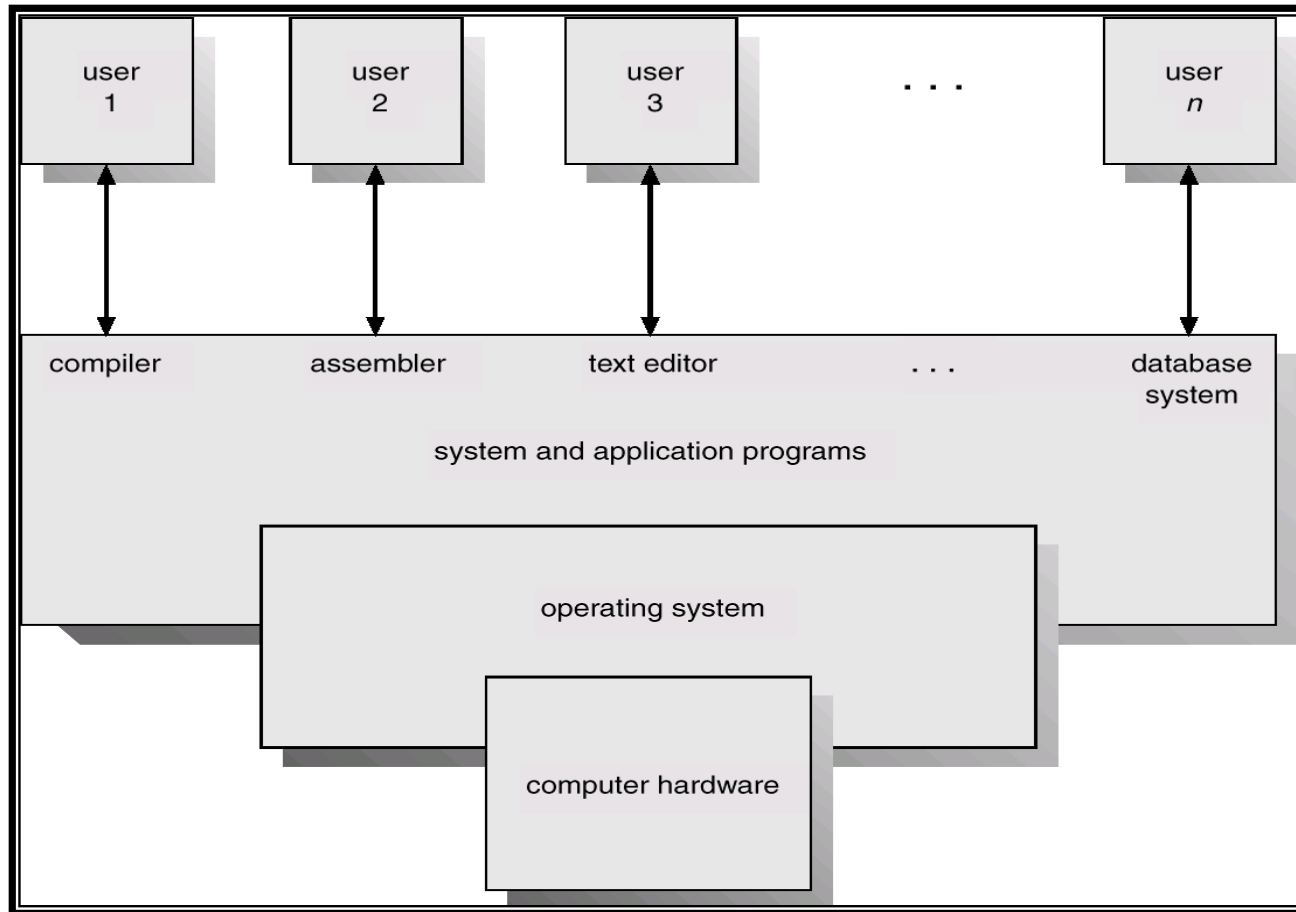 user
1
user
2
user
3
. . .
user
n
compiler
assembler
text editor
. . .
database
system
system and application programs
operating system
computer hardware